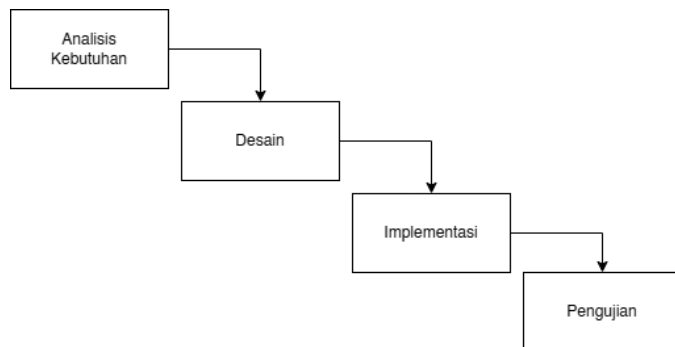 Analisis
Kebutuhan
Desain
Implementasi
Pengujian